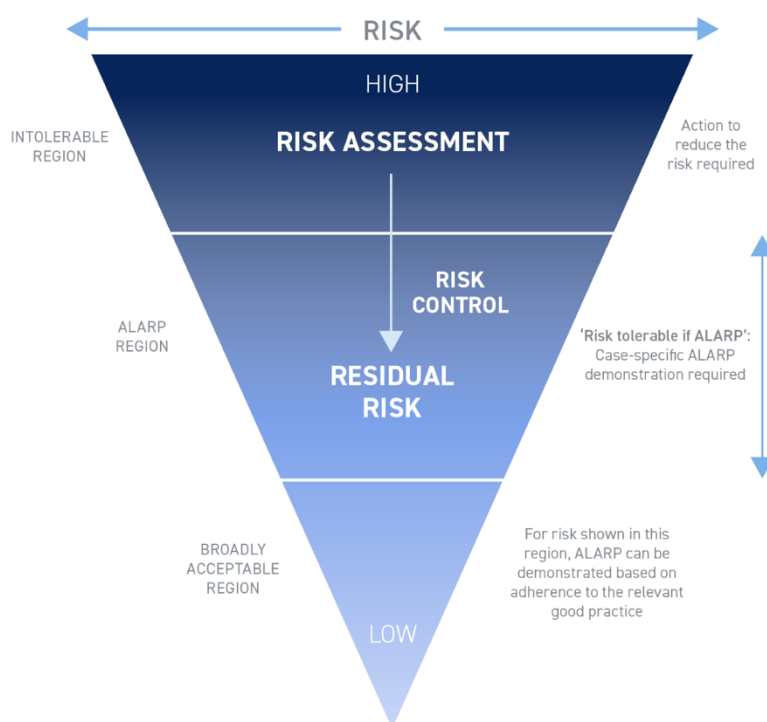 RISK
HIGH
INTOLERABLE
REGION
RISK ASSESSMENT
Action to
reduce the
risk required
RISK
CONTROL
ALARP
REGION
‘Risk tolerable if ALARP’:
Case-specific ALARP
demonstration required
RESIDUAL
RISK
BROADLY
ACCEPTABLE
REGION
For risk shown in this
region, ALARP can be
demonstrated based on
adherence to the relevant
good practice
LOW